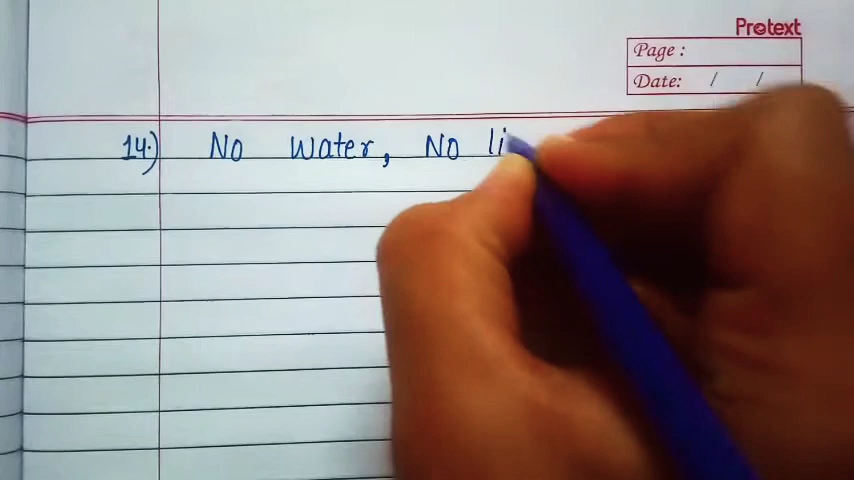 Protext
Page :
Date: / /
14.) No Water, No li